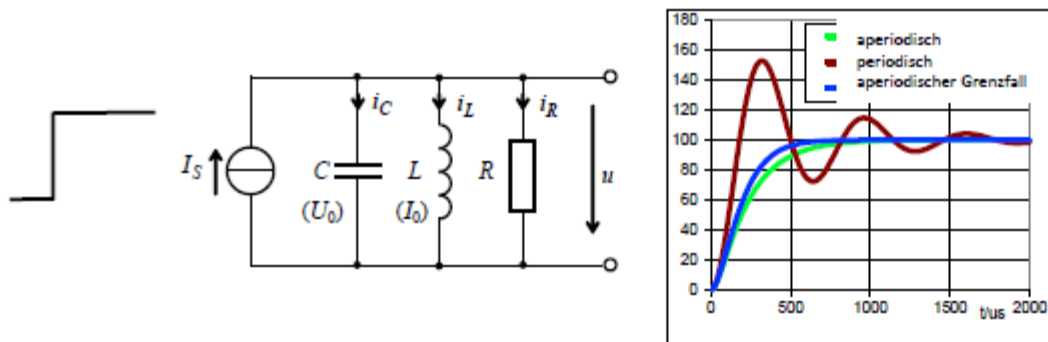 I_S
i_C
i_L
i_R
C
L
R
u
(U_0)
(I_0)
180
160
140
120
100
80
60
40
20
0
aperiodisch
periodisch
aperiodischer Grenzfall
0
500
1000
1500
2000
t/us